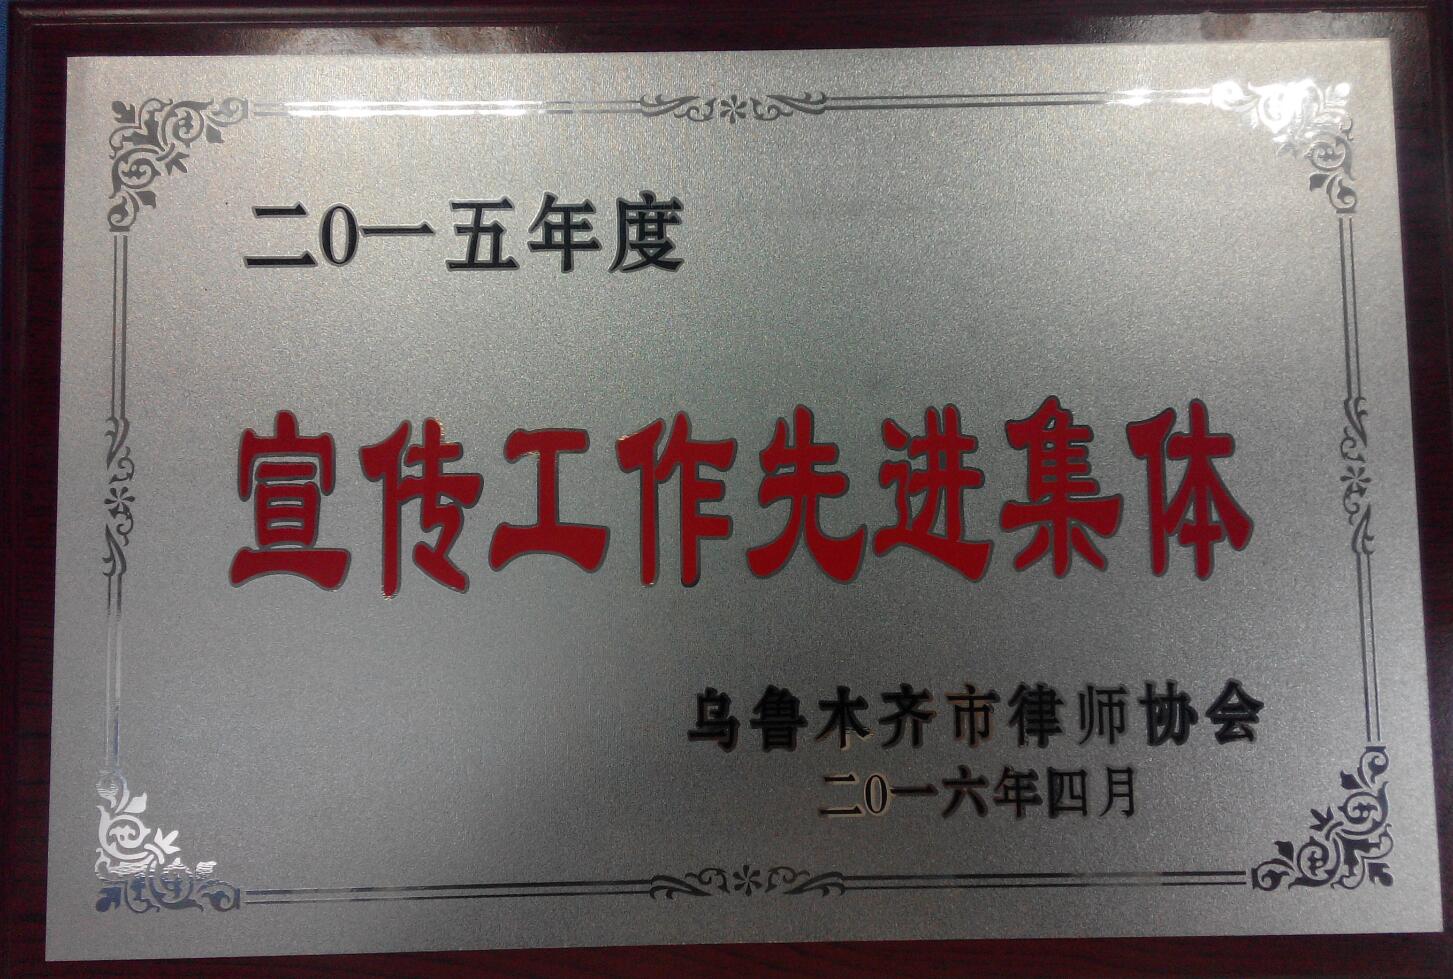 二0一五年度
宣传工作先进集体
乌鲁木齐市律师协会
二0一六年四月